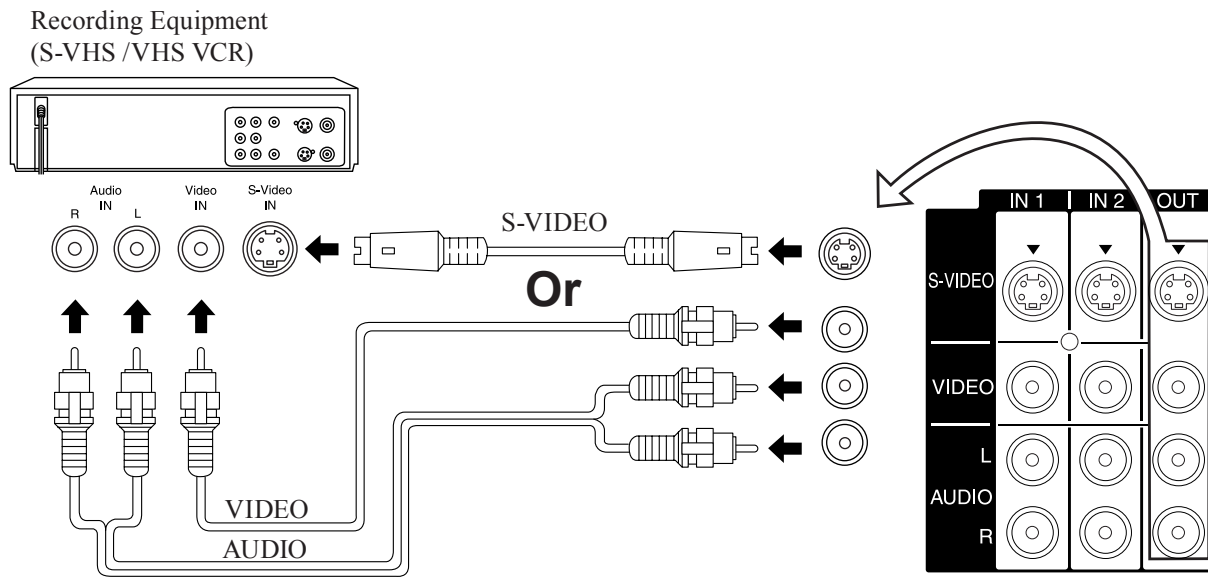 Recording Equipment
(S-VHS /VHS VCR)
Audio
IN
R
L
Video
IN
S-Video
IN
S-VIDEO
Or
VIDEO
AUDIO
IN 1
IN 2
OUT
S-VIDEO
VIDEO
L
AUDIO
R